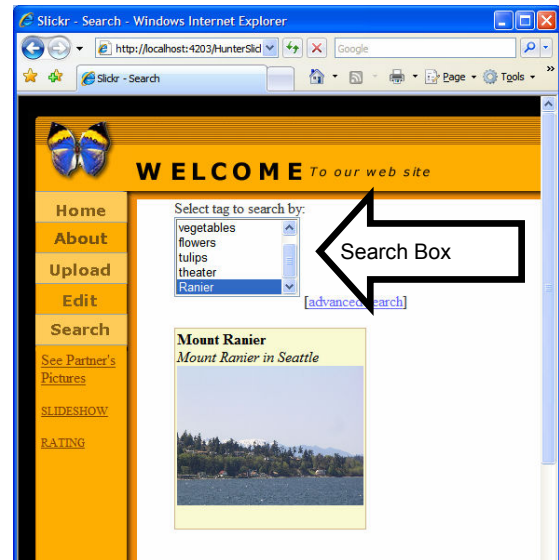 Slickr - Search - Windows Internet Explorer
http://localhost:4203/HunterSlid
Google
Slickr - Search
Page
Tools
»
WELCOME To our web site
Home
About
Upload
Edit
Search
See Partner's
Pictures
SLIDESHOW
RATING
Select tag to search by:
vegetables
flowers
tulips
theater
Ranier
Search Box
[advanced search]
Mount Ranier
Mount Ranier in Seattle